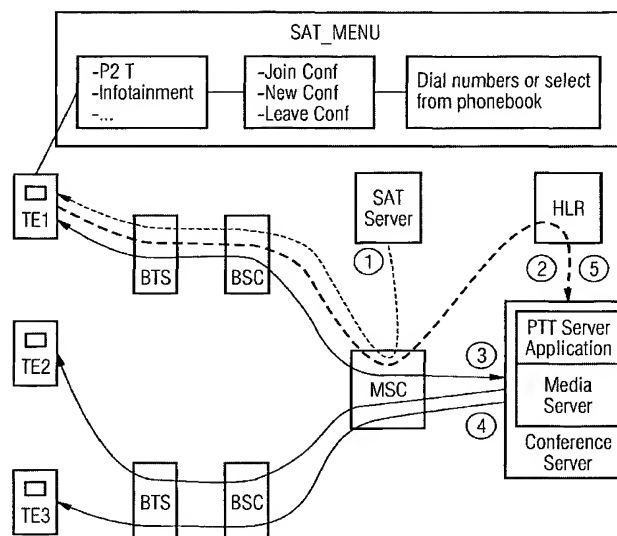 SAT_MENU
-P2 T
-Infotainment
-...
-Join Conf
-New Conf
-Leave Conf
Dial numbers or select
from phonebook
TE1
BTS
BSC
SAT
Server
HLR
1
2
5
PTT Server
Application
Media
Server
Conference
Server
3
MSC
4
TE2
TE3
BTS
BSC